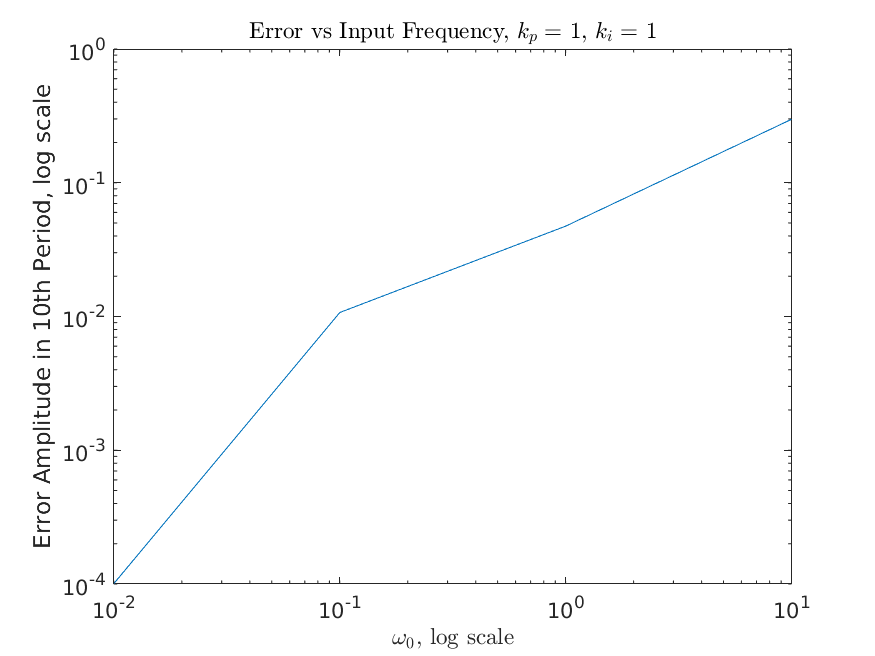 Error vs Input Frequency, $k_p = 1$, $k_i = 1$
Error Amplitude in 10th Period, log scale
10^0
10^-1
10^-2
10^-3
10^-4
10^-2 10^-1 10^0 10^1
ω_0, log scale